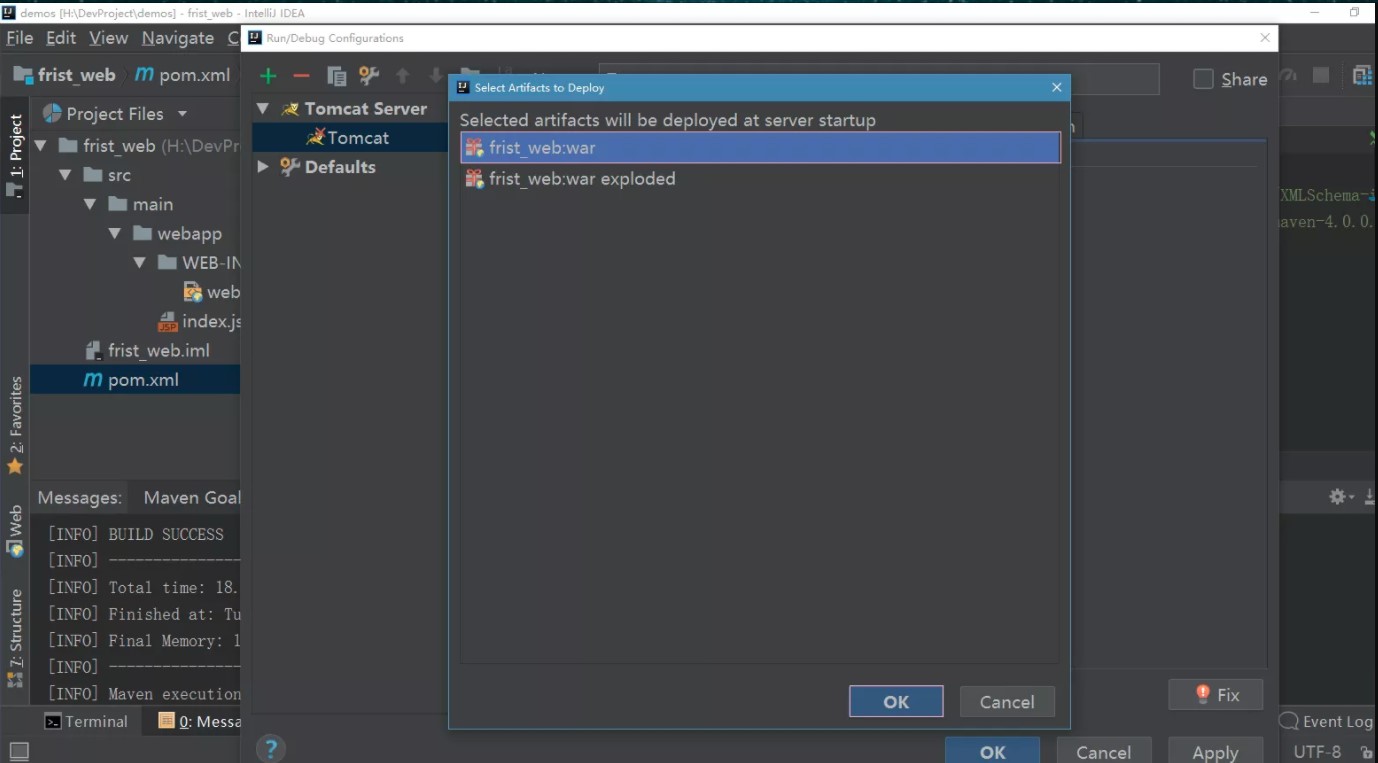 demos [H:\DevProject\demos] - frist_web - IntelliJ IDEA
File Edit View Navigate
Run/Debug Configurations
frist_web pom.xml
Share
Select Artifacts to Deploy
Project Files
Tomcat Server
Selected artifacts will be deployed at server startup
1: Project
frist_web (H:\DevPr
Tomcat
frist_web:war
src
Defaults
frist_web:war exploded
main
XMLSchema-
webapp
aven-4.0.0.
WEB-IN
web
index.js
JSP
frist_web.iml
pom.xml
2: Favorites
Messages: Maven Goal
[INFO] BUILD SUCCESS
[INFO] ---------------
[INFO] Total time: 18.
[INFO] Finished at: Tu
[INFO] Final Memory: 1
[INFO] ---------------
[INFO] Maven execution
Web
7: Structure
OK Cancel
Fix
Terminal 0: Messa
Event Log
?
OK Cancel Apply
UTF-8